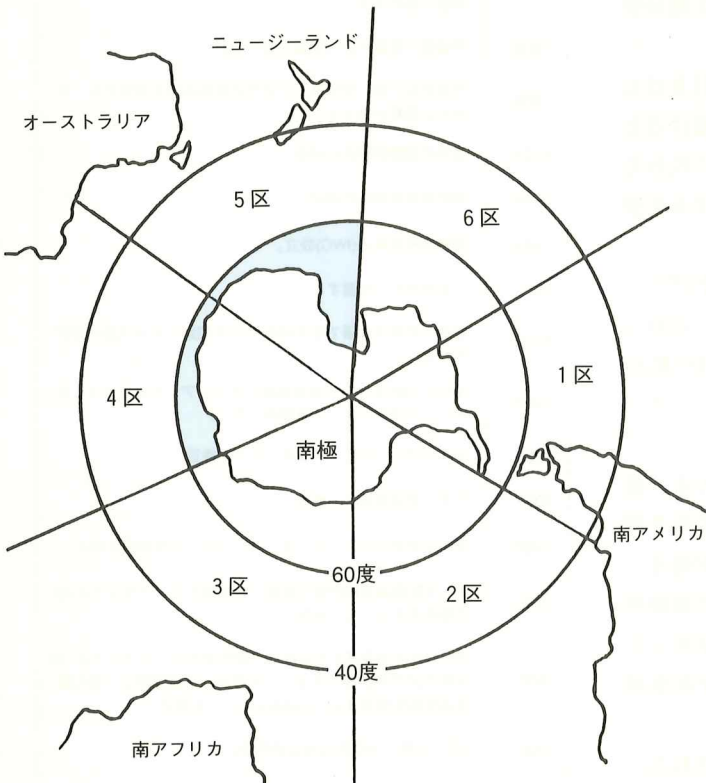 ニュージーランド
オーストラリア
5区
6区
4区
1区
南極
南アメリカ
60度
3区
2区
40度
南アフリカ